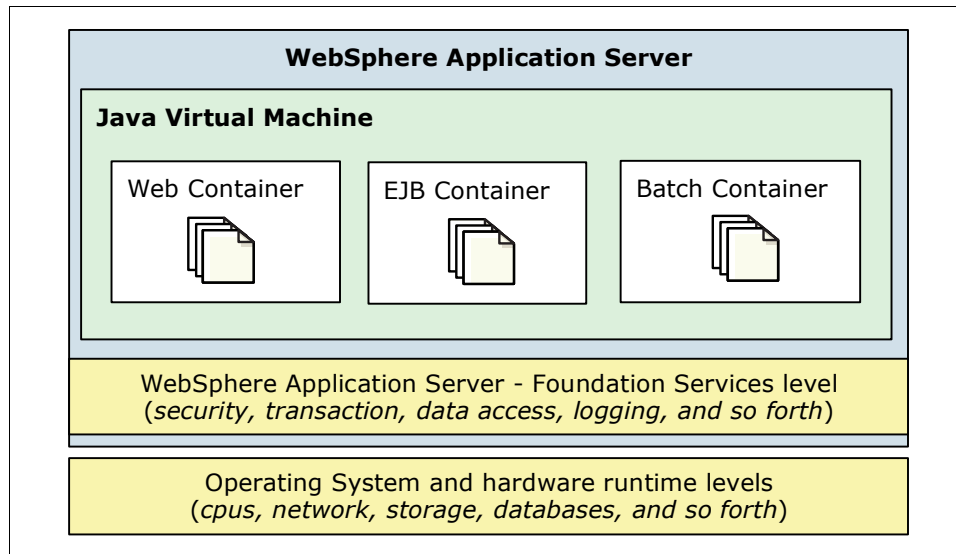 WebSphere Application Server
Java Virtual Machine
Web Container
EJB Container
Batch Container
WebSphere Application Server - Foundation Services level
(security, transaction, data access, logging, and so forth)
Operating System and hardware runtime levels
(cpus, network, storage, databases, and so forth)